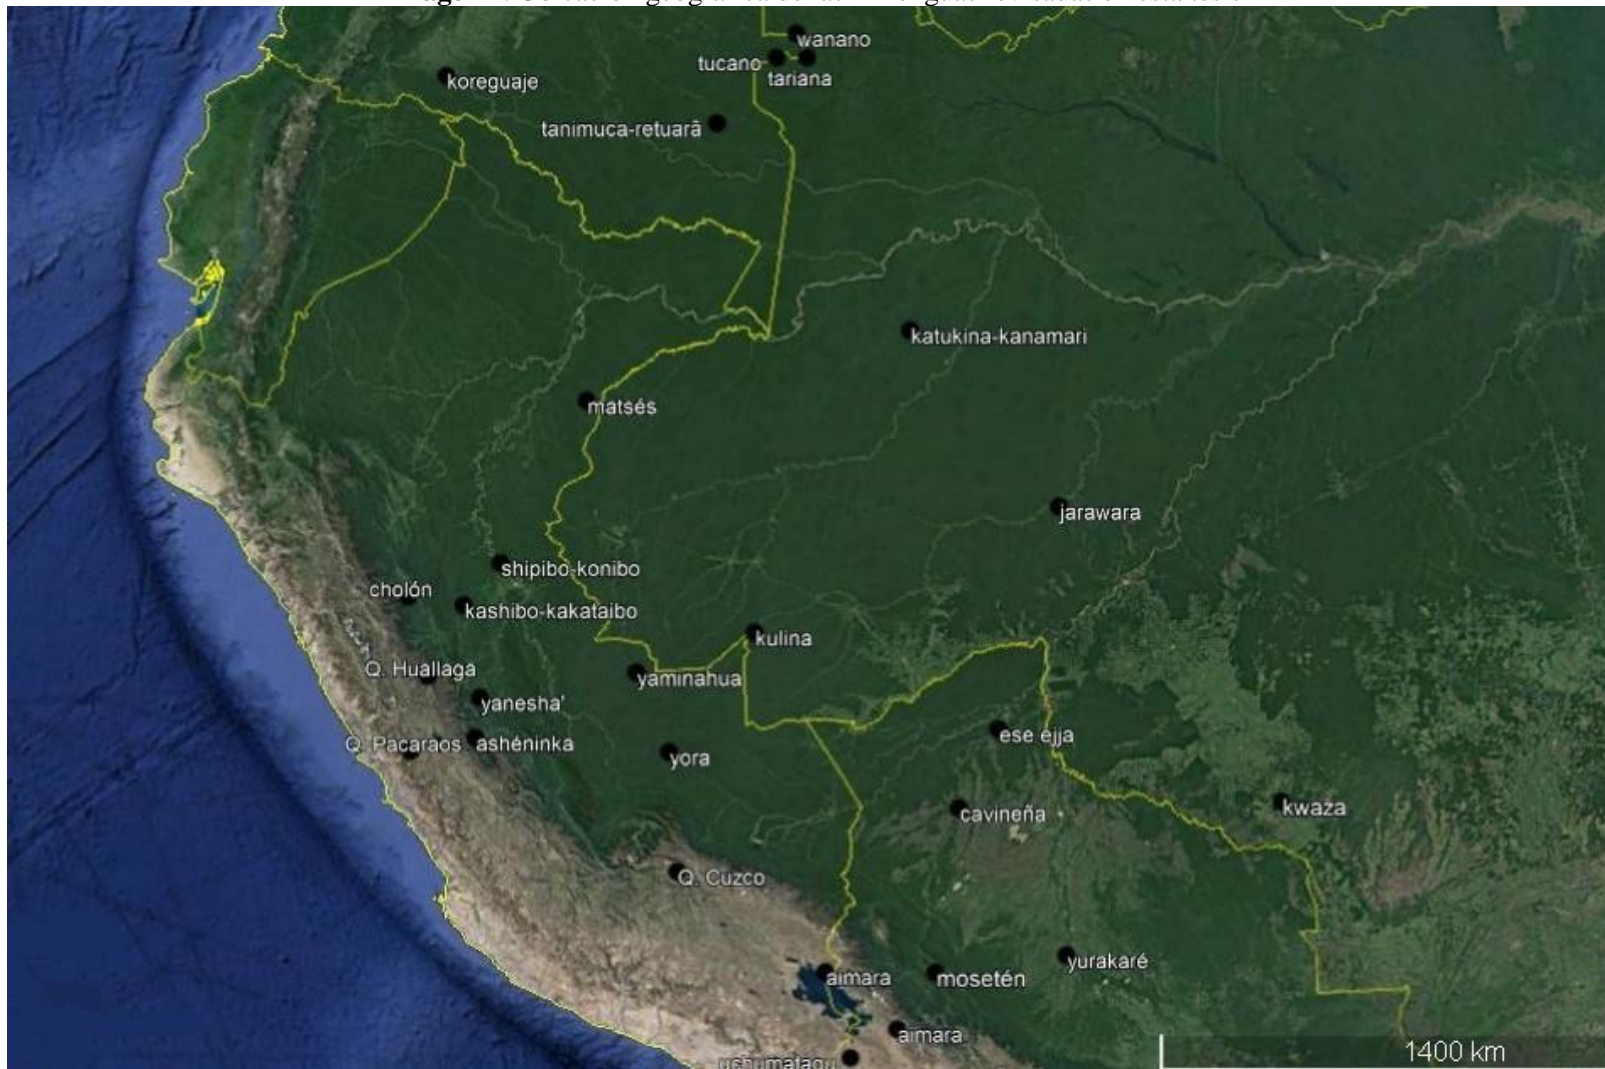 wanano
tucano
tariana
koreguaje
tanimuca-retuarã
katukina-kanamari
matsés
jarawara
shipibo-konibo
cholón
kashibo-kakataibo
kulina
Q. Huallaga
yaminahua
yanesha'
ese ejja
Q. Pacaraos
ashéninka
yora
kwaza
cavineña
Q. Cuzco
yurakaré
aimara
mosetén
aimara
1400 km